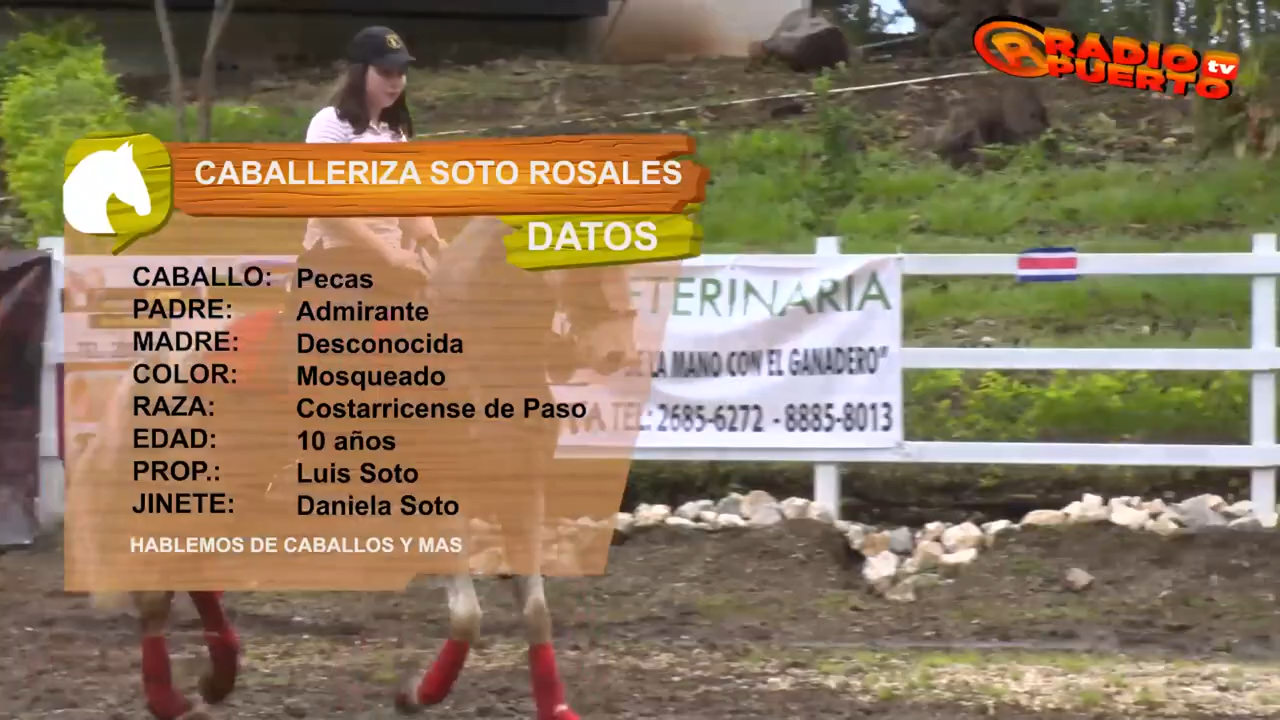 RADIO tv
PUERTO
CABALLERIZA SOTO ROSALES
DATOS
CABALLO: Pecas
PADRE: Admirante
MADRE: Desconocida
COLOR: Mosqueado
RAZA: Costarricense de Paso
EDAD: 10 años
PROP.: Luis Soto
JINETE: Daniela Soto
HABLEMOS DE CABALLOS Y MAS
TERINARIA
LA MANO CON EL GANADERO"
TEL: 2685-6272 - 8885-8013